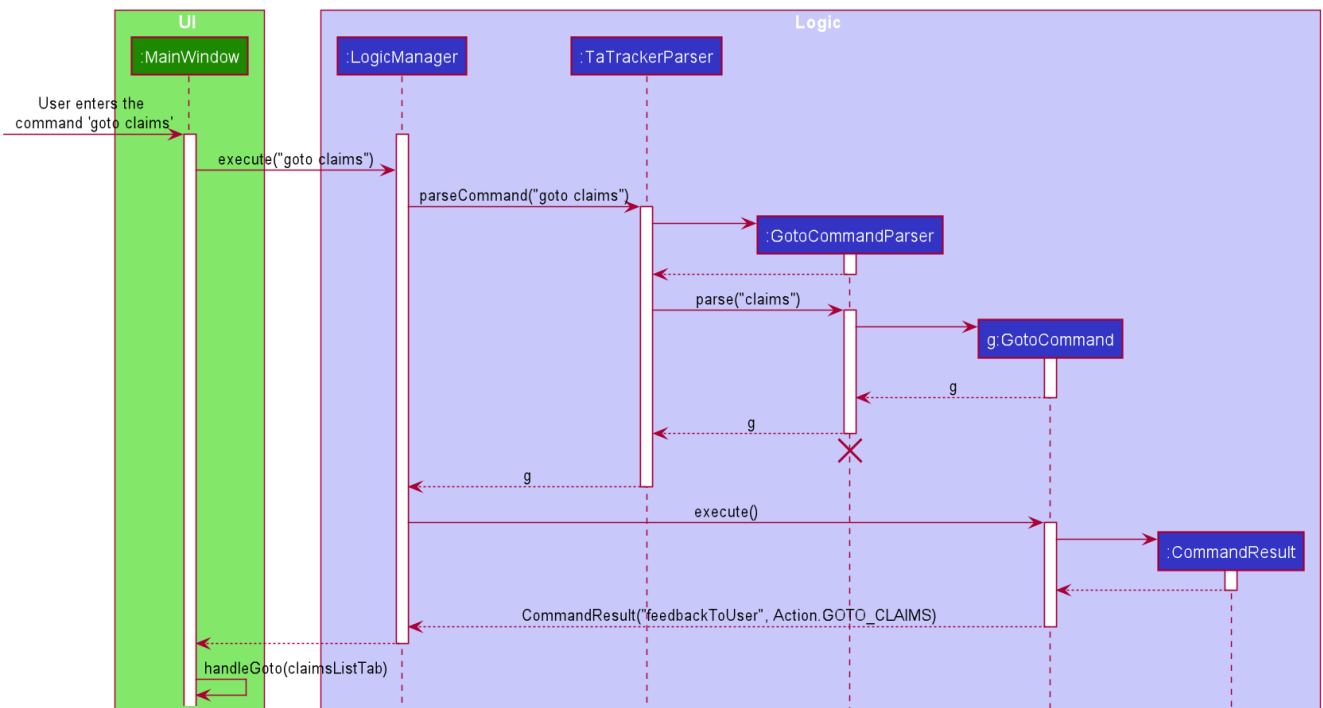 UI
Logic
:MainWindow
:LogicManager
:TaTrackerParser
User enters the
command 'goto claims'
execute("goto claims")
parseCommand("goto claims")
:GotoCommandParser
parse("claims")
g:GotoCommand
g
g
g
execute()
:CommandResult
CommandResult("feedbackToUser", Action.GOTO_CLAIMS)
handleGoto(claimsListTab)